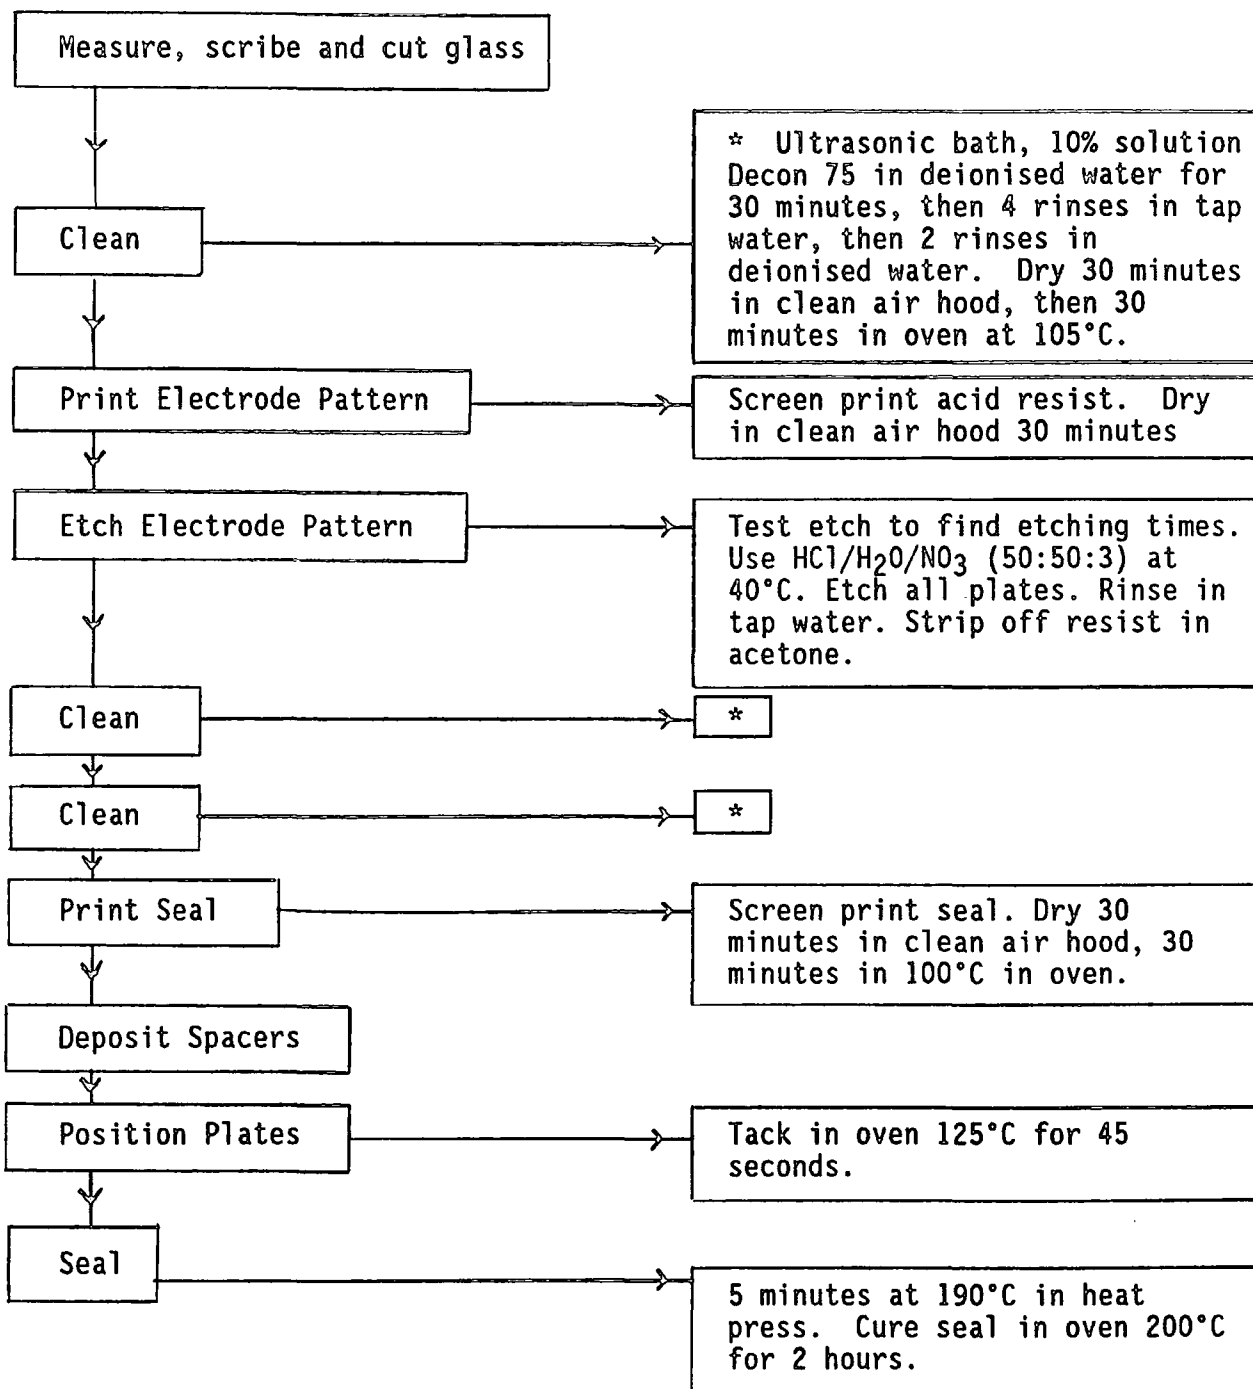 Measure, scribe and cut glass
* Ultrasonic bath, 10% solution
Decon 75 in deionised water for
30 minutes, then 4 rinses in tap
water, then 2 rinses in
deionised water. Dry 30 minutes
in clean air hood, then 30
minutes in oven at 105°C.
Clean
Print Electrode Pattern
Screen print acid resist. Dry
in clean air hood 30 minutes
Etch Electrode Pattern
Test etch to find etching times.
Use HCl/H2O/NO3 (50:50:3) at
40°C. Etch all plates. Rinse in
tap water. Strip off resist in
acetone.
Clean
*
Clean
*
Print Seal
Screen print seal. Dry 30
minutes in clean air hood, 30
minutes in 100°C in oven.
Deposit Spacers
Position Plates
Tack in oven 125°C for 45
seconds.
Seal
5 minutes at 190°C in heat
press. Cure seal in oven 200°C
for 2 hours.